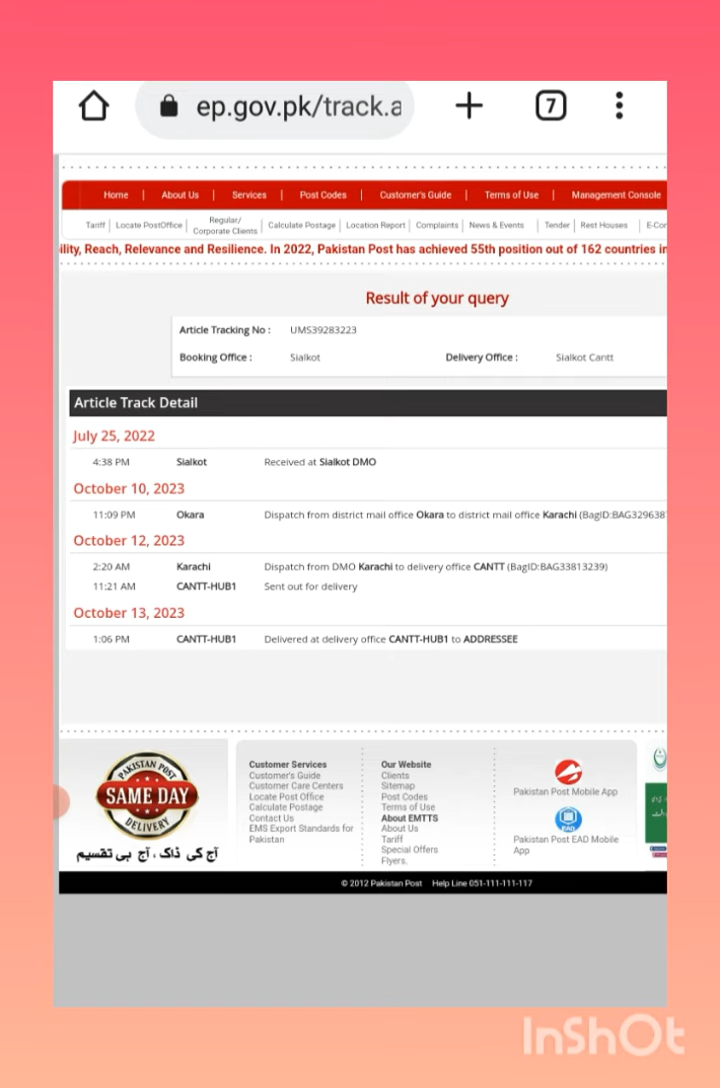 ep.gov.pk/track.a
7
Home | About Us | Services | Post Codes | Customer's Guide | Terms of Use | Management Console
Tariff | Locate PostOffice | Regular/ Corporate Clients | Calculate Postage | Location Report | Complaints | News & Events | Tender | Rest Houses | E-Cor
ility, Reach, Relevance and Resilience. In 2022, Pakistan Post has achieved 55th position out of 162 countries in
Result of your query
Article Tracking No : UMS39283223
Booking Office : Sialkot Delivery Office : Sialkot Cantt
Article Track Detail
July 25, 2022
4:38 PM Sialkot Received at Sialkot DMO
October 10, 2023
11:09 PM Okara Dispatch from district mail office Okara to district mail office Karachi (BagID:BAG329638
October 12, 2023
2:20 AM Karachi Dispatch from DMO Karachi to delivery office CANTT (BagID:BAG33813239)
11:21 AM CANTT-HUB1 Sent out for delivery
October 13, 2023
1:06 PM CANTT-HUB1 Delivered at delivery office CANTT-HUB1 to ADDRESSEE
PAKISTAN POST
SAME DAY
DELIVERY
آج کی ڈاک، آج ہی تقسیم
Customer Services
Customer's Guide
Customer Care Centers
Locate Post Office
Calculate Postage
Contact Us
EMS Export Standards for
Pakistan
Our Website
Clients
Sitemap
Post Codes
Terms of Use
About EMTTS
About Us
Tariff
Special Offers
Flyers.
Pakistan Post Mobile App
EAD
Pakistan Post EAD Mobile
App
© 2012 Pakistan Post Help Line 051-111-111-117
InShOt